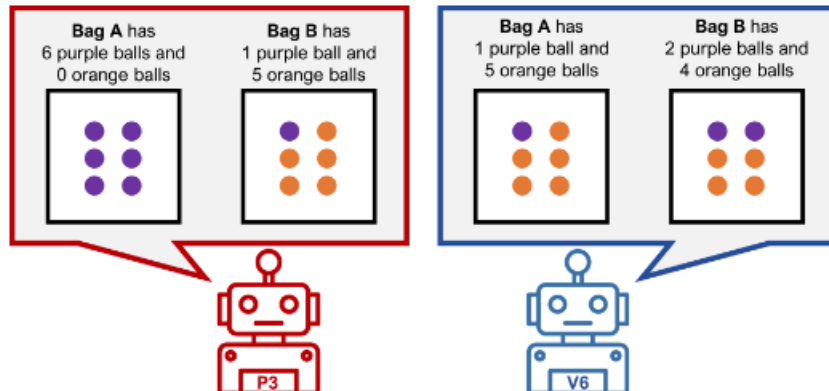 Bag A has
6 purple balls and
0 orange balls
Bag B has
1 purple ball and
5 orange balls
Bag A has
1 purple ball and
5 orange balls
Bag B has
2 purple balls and
4 orange balls
P3
V6